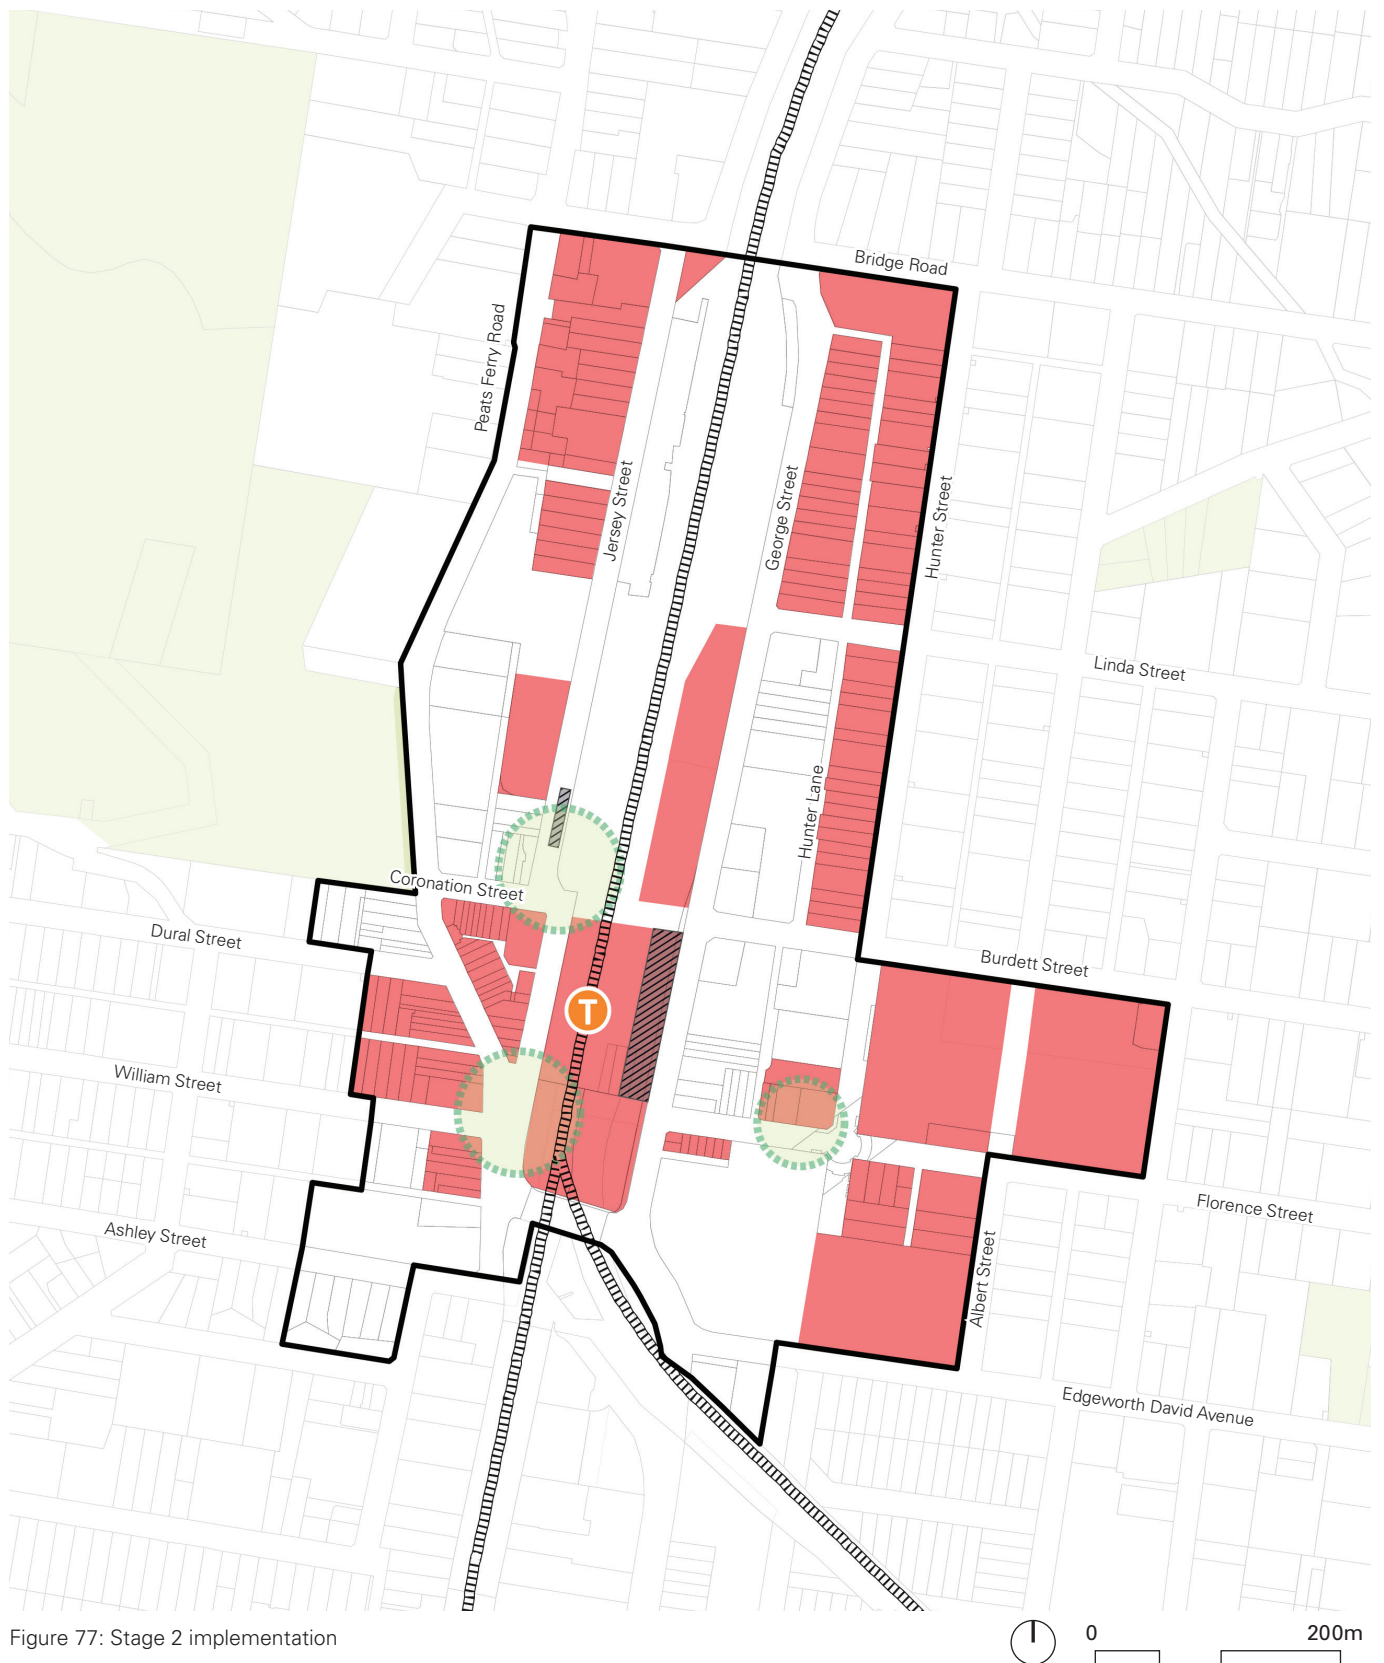 Bridge Road
Peats Ferry Road
Jersey Street
George Street
Hunter Street
Linda Street
Hunter Lane
Coronation Street
Dural Street
Burdett Street
T
William Street
Florence Street
Ashley Street
Albert Street
Edgeworth David Avenue
Figure 77: Stage 2 implementation
0 200m